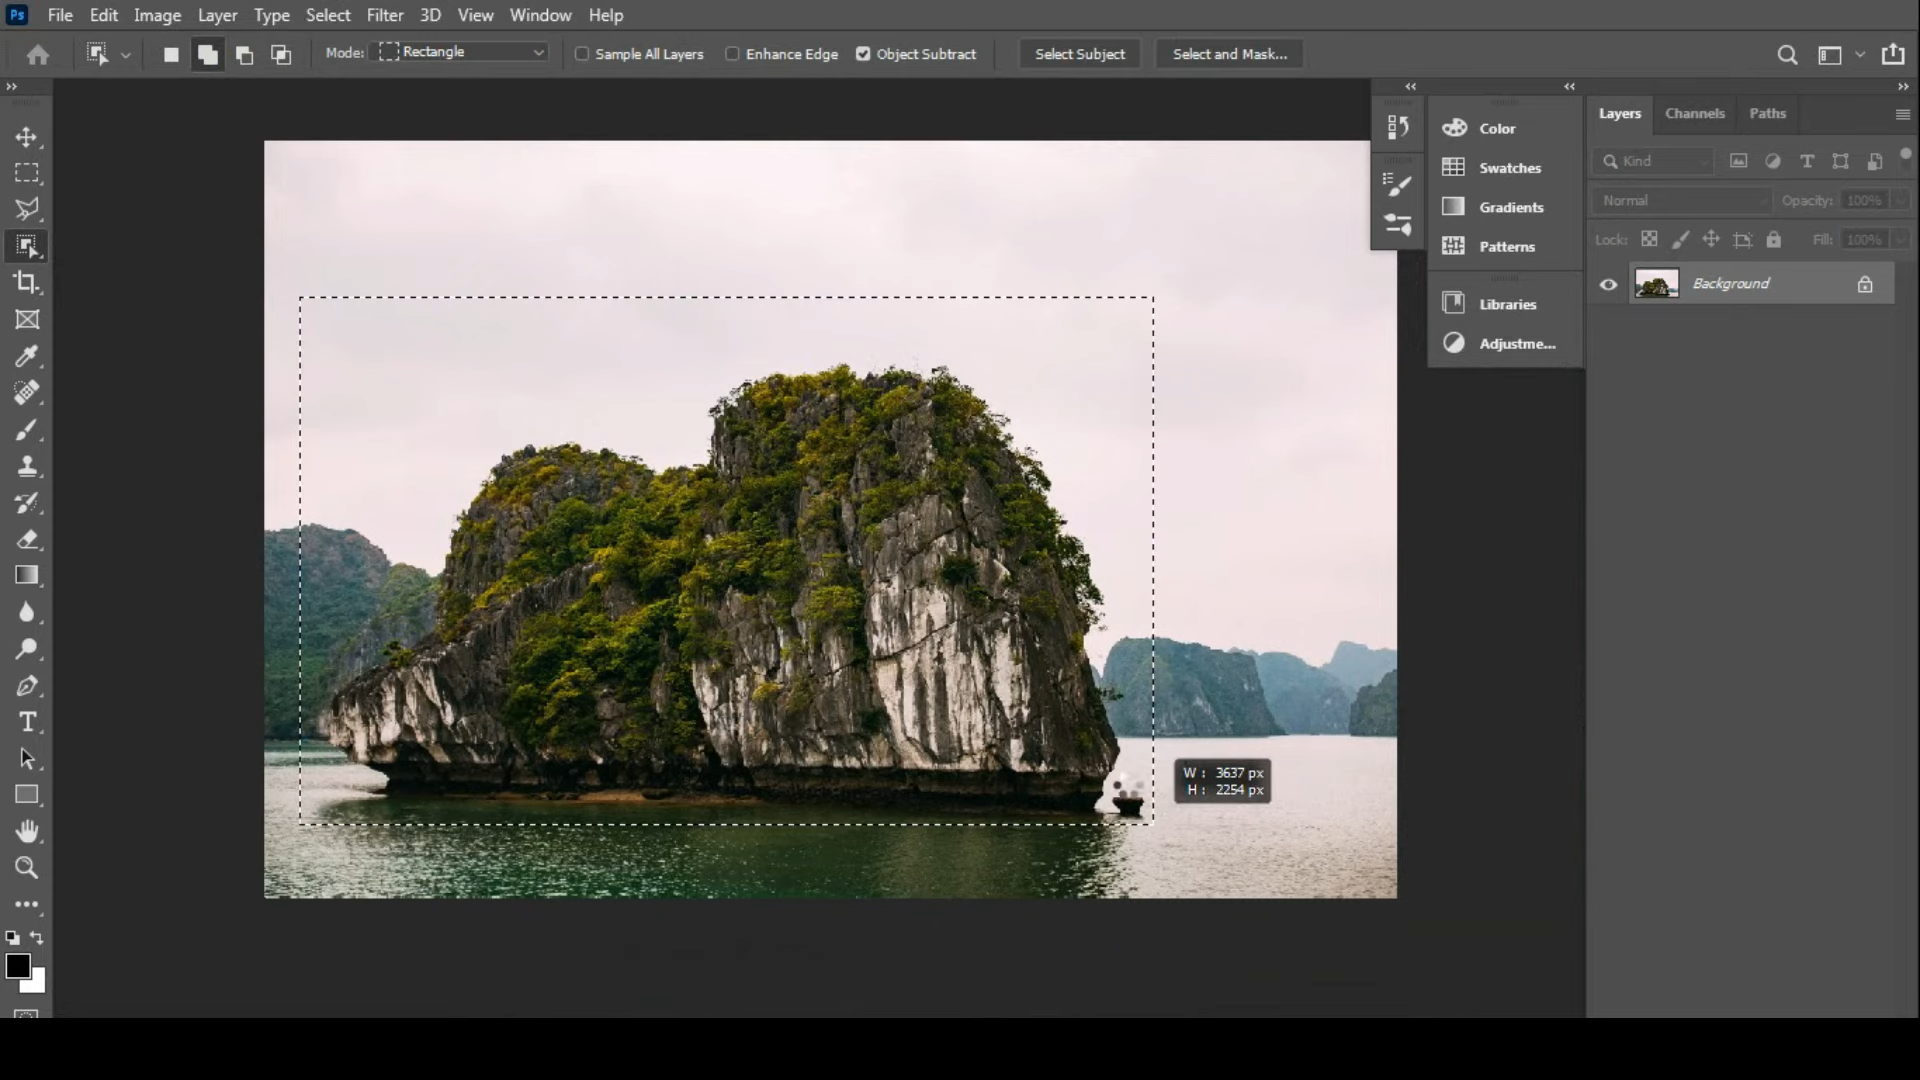 Ps File Edit Image Layer Type Select Filter 3D View Window Help
Mode: Rectangle Sample All Layers Enhance Edge Object Subtract Select Subject Select and Mask...
Layers Channels Paths
Color
Kind
Swatches
Normal Opacity: 100%
Gradients
Lock: Fill: 100%
Patterns
Background
Libraries
Adjustme...
W : 3637 px
H : 2254 px